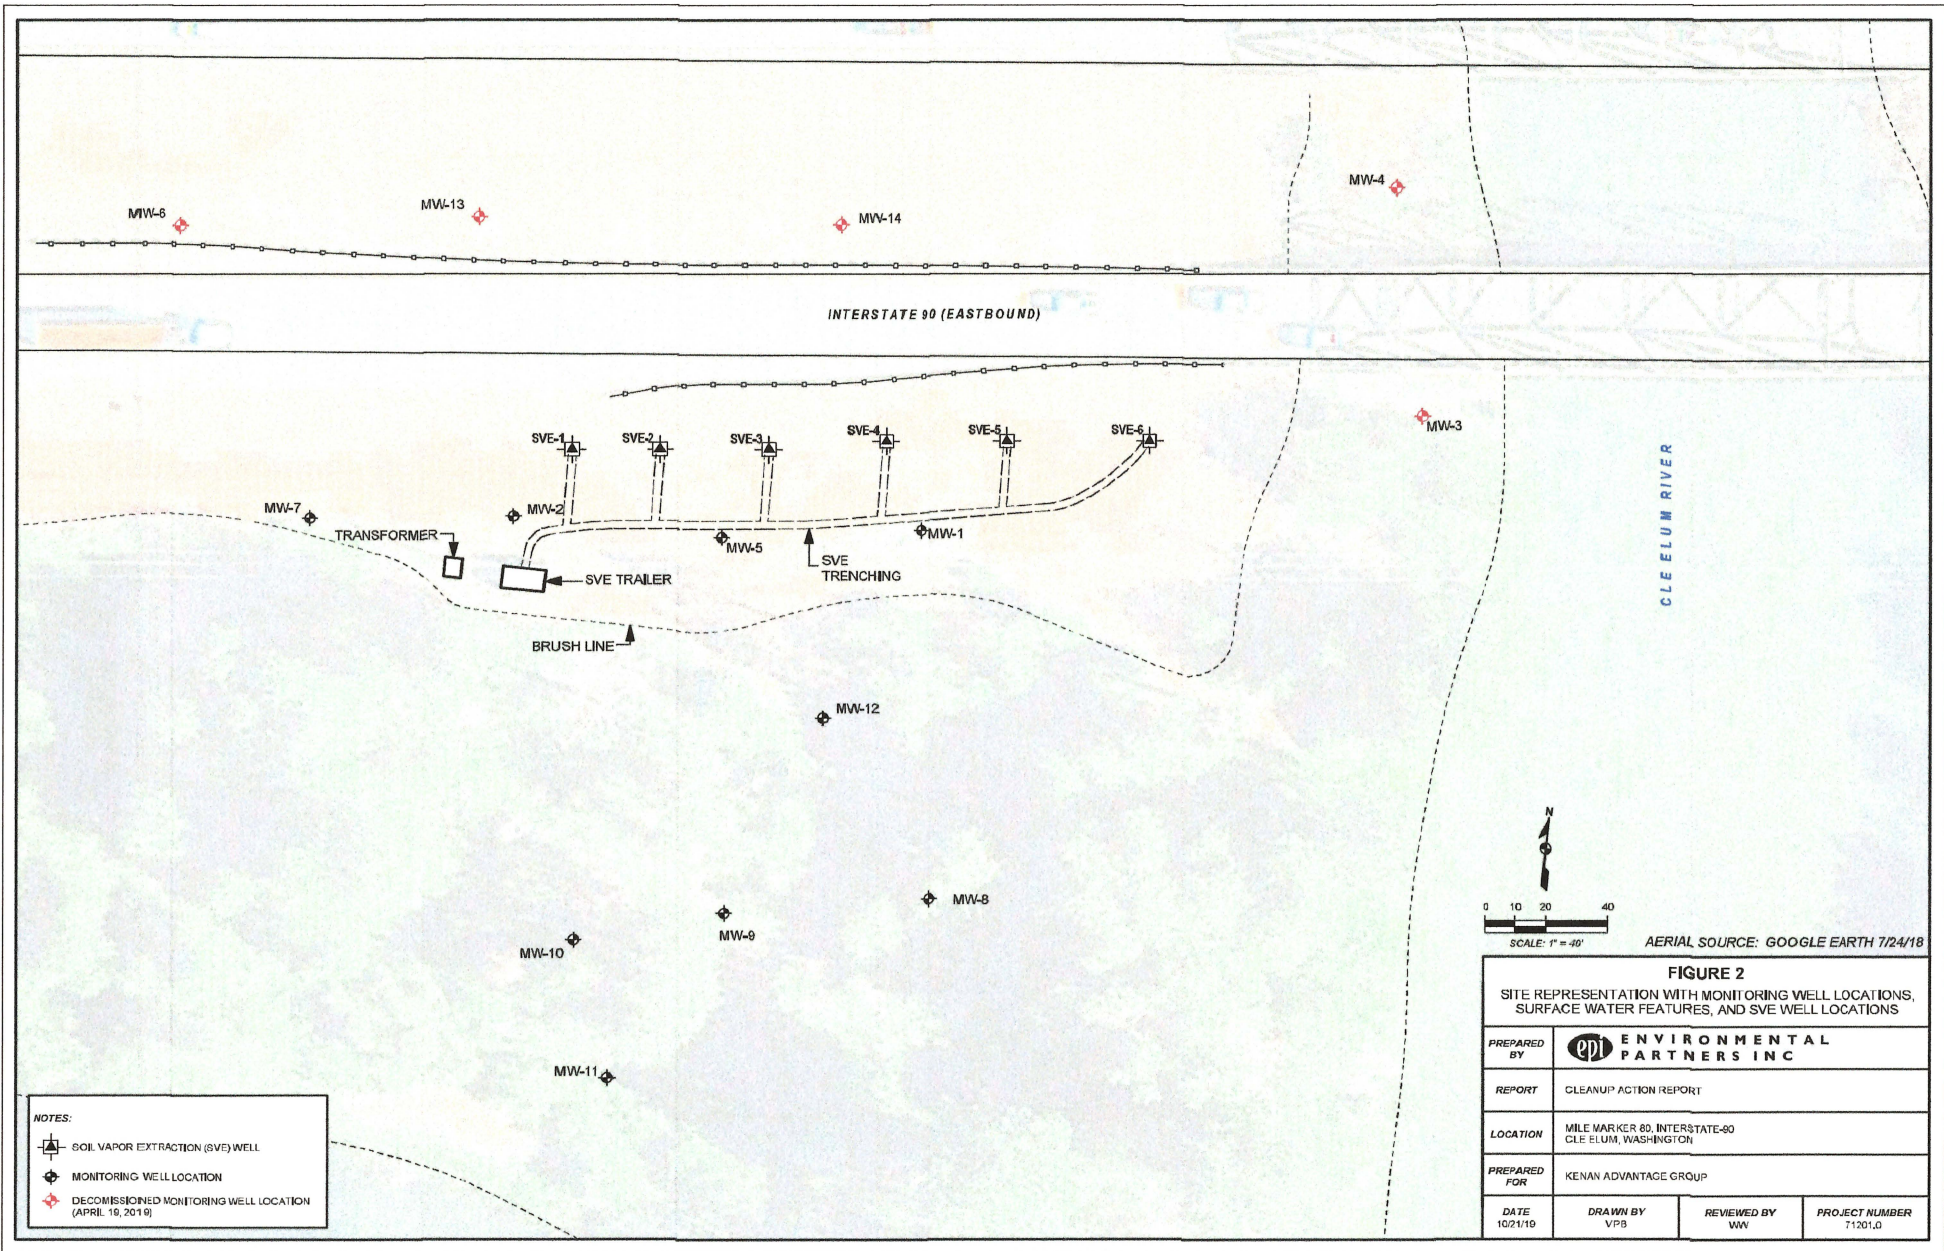 MW-4
MW-13
MW-6
MW-14
INTERSTATE 90 (EASTBOUND)
MW-3
SVE-1
SVE-2
SVE-3
SVE-4
SVE-5
SVE-6
CLE ELUM RIVER
MW-7
MW-2
TRANSFORMER
MW-5
MW-1
SVE
TRENCHING
SVE TRAILER
BRUSH LINE
MW-12
MW-8
MW-9
MW-10
MW-11
N
0 10 20 40
SCALE: 1" = 40'
AERIAL SOURCE: GOOGLE EARTH 7/24/18
FIGURE 2
SITE REPRESENTATION WITH MONITORING WELL LOCATIONS,
SURFACE WATER FEATURES, AND SVE WELL LOCATIONS
PREPARED
BY
epi ENVIRONMENTAL
PARTNERS INC
REPORT
CLEANUP ACTION REPORT
LOCATION
MILE MARKER 80, INTERSTATE-90
CLE ELUM, WASHINGTON
PREPARED
FOR
KENAN ADVANTAGE GROUP
DATE
10/21/19
DRAWN BY
VPB
REVIEWED BY
WW
PROJECT NUMBER
71201.0
NOTES:
SOIL VAPOR EXTRACTION (SVE) WELL
MONITORING WELL LOCATION
DECOMISSIOINED MONITORING WELL LOCATION
(APRIL 19, 2019)